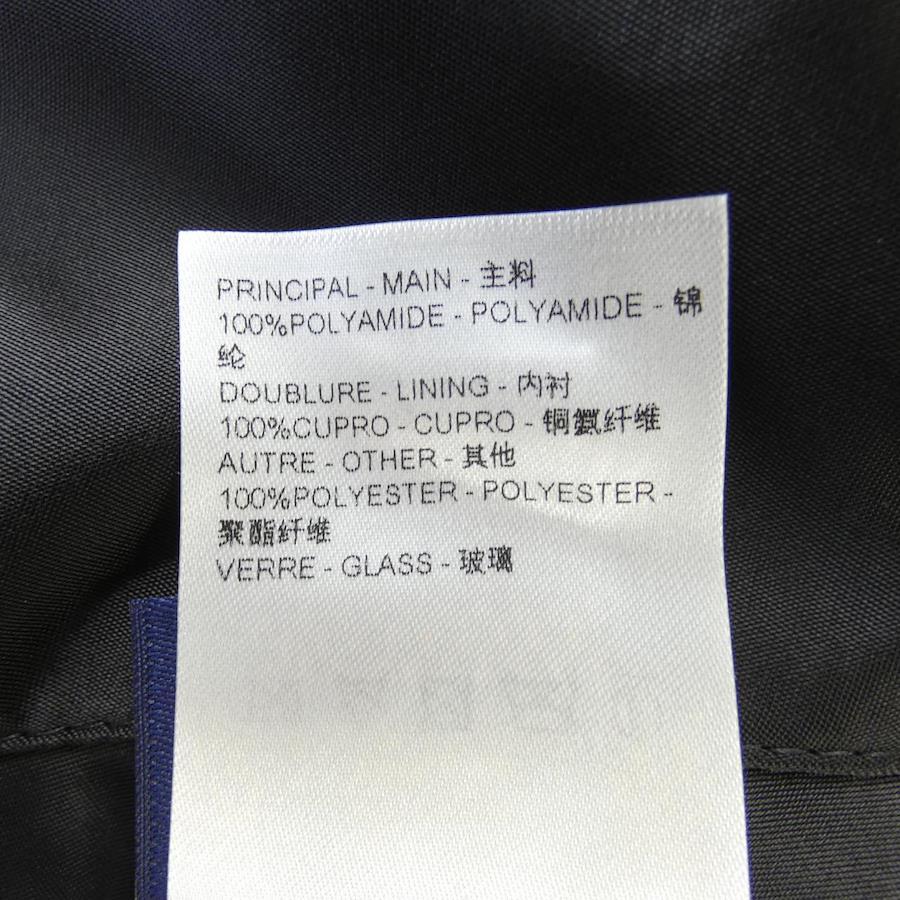 PRINCIPAL - MAIN - 主料
100%POLYAMIDE - POLYAMIDE - 锦
纶
DOUBLURE - LINING - 内衬
100%CUPRO - CUPRO - 铜氨纤维
AUTRE - OTHER - 其他
100%POLYESTER - POLYESTER -
聚酯纤维
VERRE - GLASS - 玻璃